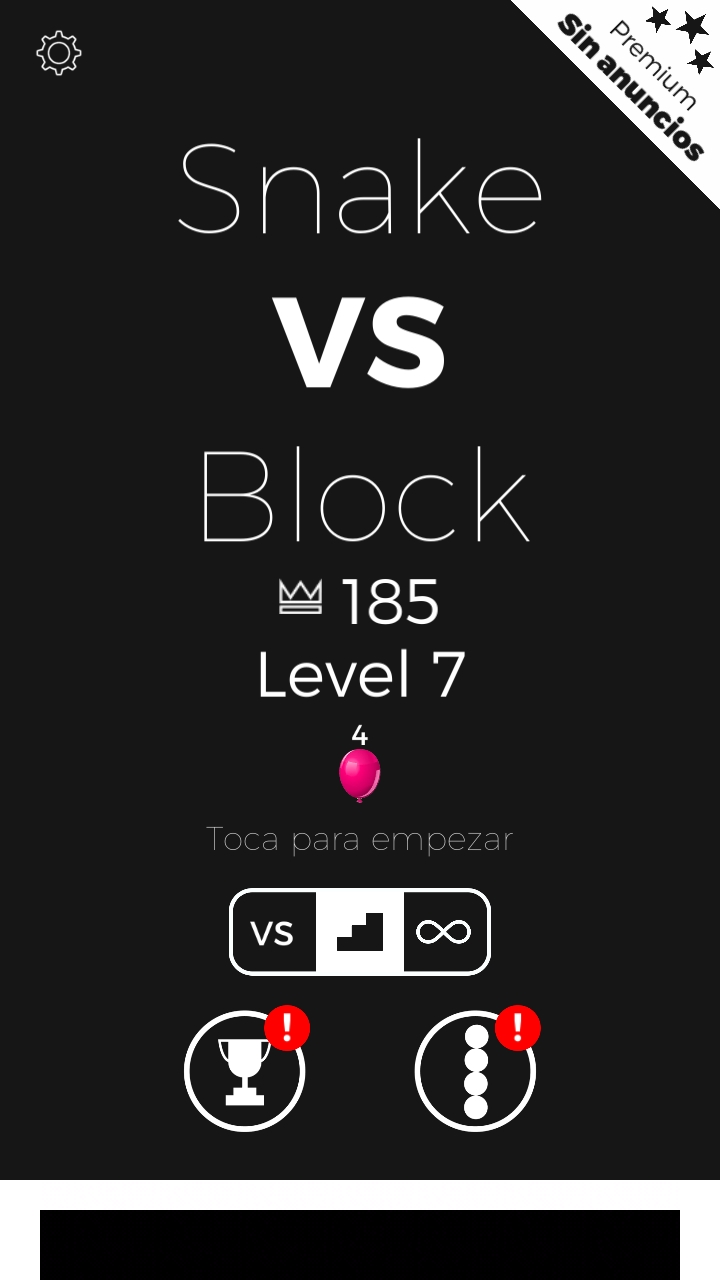 Premium
Sin anuncios
Snake
VS
Block
185
Level 7
4
Toca para empezar
VS
!
!